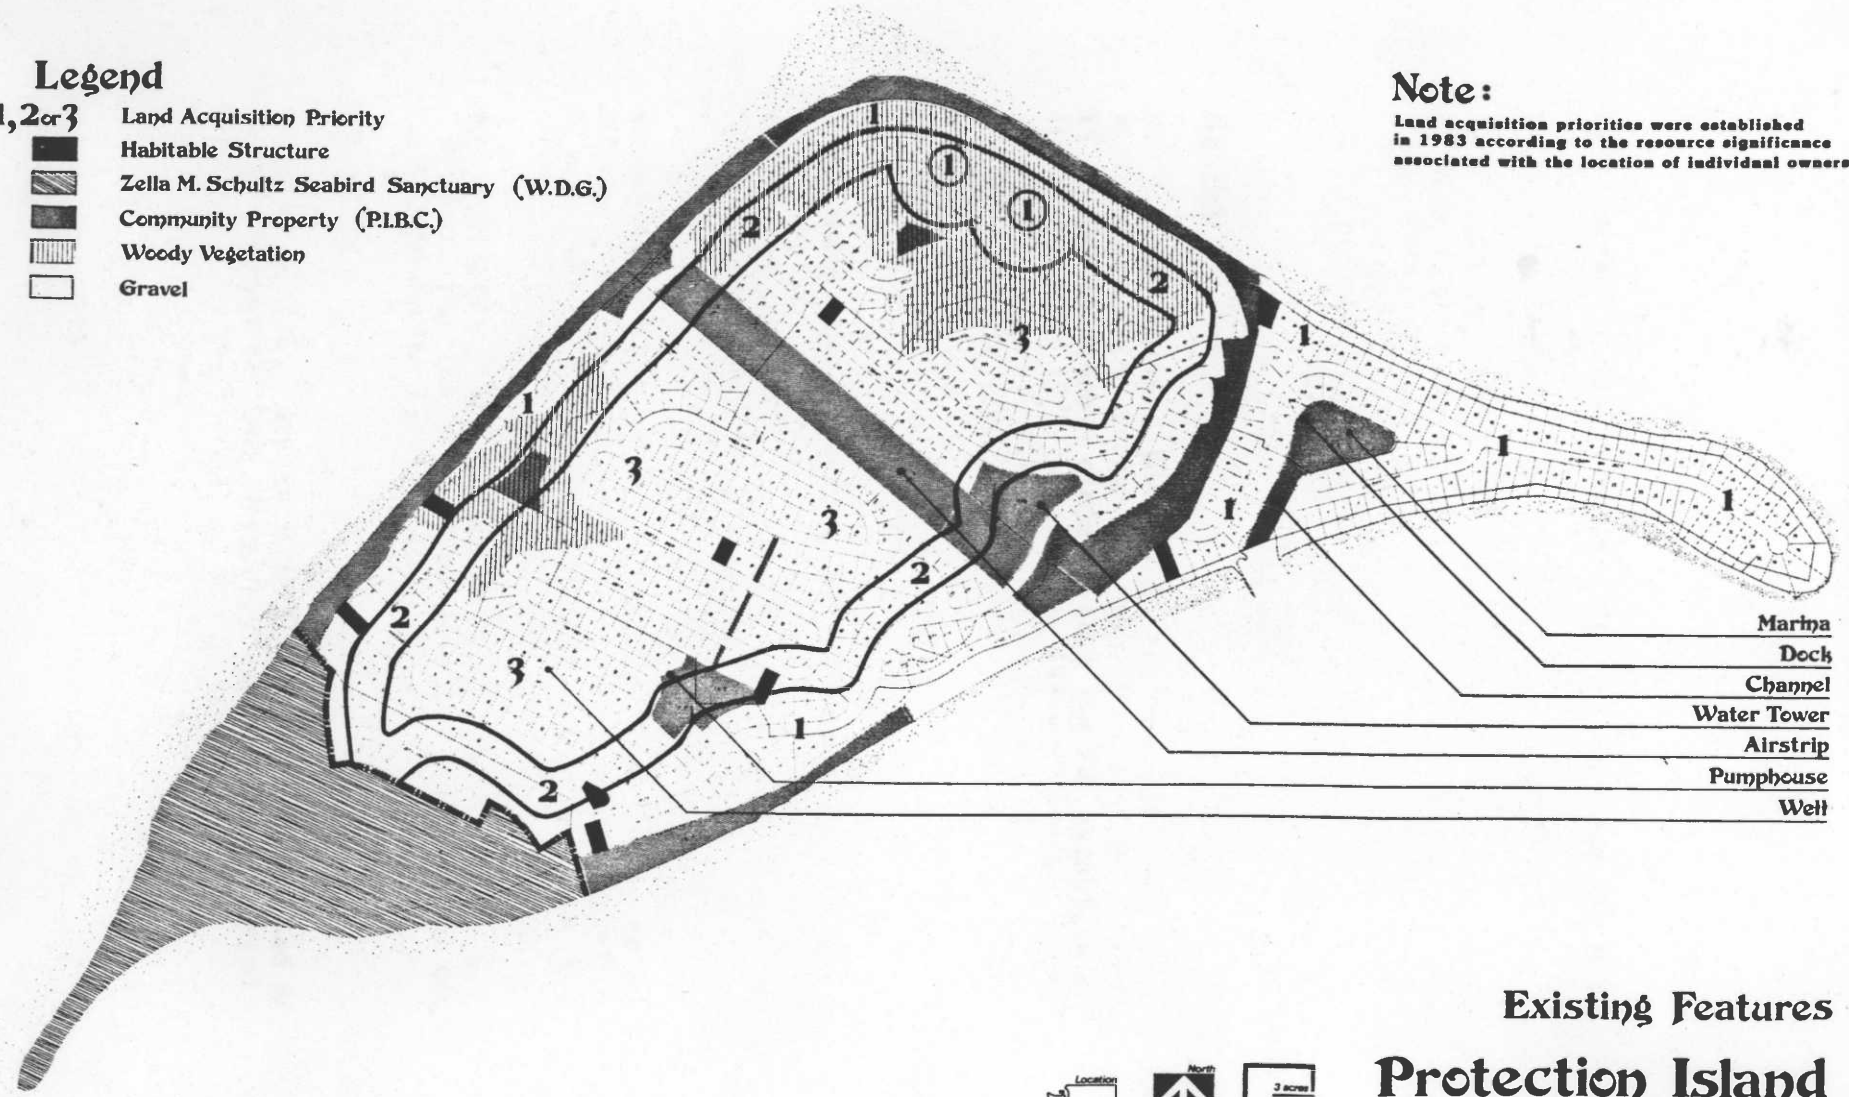 Legend
1, 2 or 3 Land Acquisition Priority
Habitable Structure
Zella M. Schultz Seabird Sanctuary (W.D.G.)
Community Property (P.I.B.C.)
Woody Vegetation
Gravel
Note:
Land acquisition priorities were established
in 1983 according to the resource significnace
associated with the location of individual owners
1
1
1
2
2
1
3
1
1
3
1
3
1
1
2
2
3
1
2
Marina
Dock
Channel
Water Tower
Airstrip
Pumphouse
Well
Existing Features
Protection Island
Location
North
3 acres